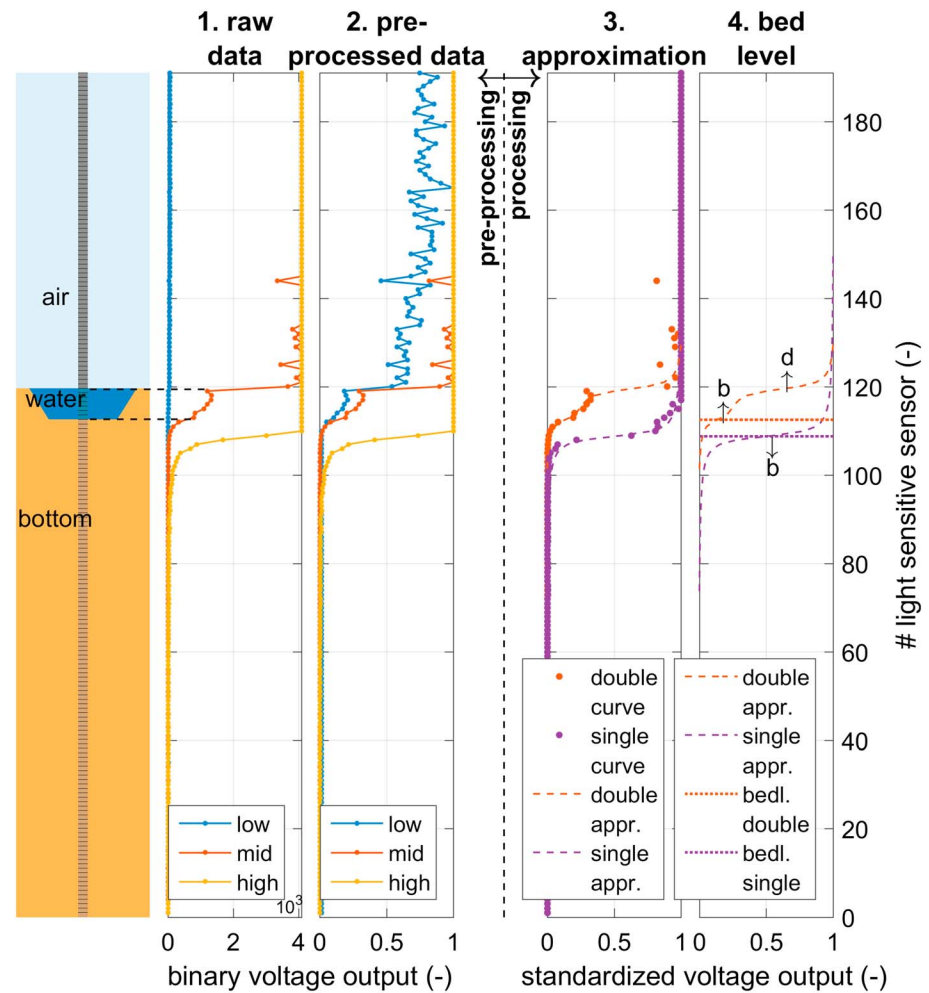 1. raw
data
2. pre-
processed data
3.
approximation
4. bed
level
pre-processing
processing
air
water
bottom
low
mid
high
10³
low
mid
high
double
curve
single
curve
double
appr.
single
appr.
double
appr.
single
appr.
bedl.
double
bedl.
single
b
d
b
180
160
140
120
100
80
60
40
20
0
# light sensitive sensor (-)
0 2 4
0 0.5 1
0 0.5 1
0 0.5 1
binary voltage output (-)
standardized voltage output (-)